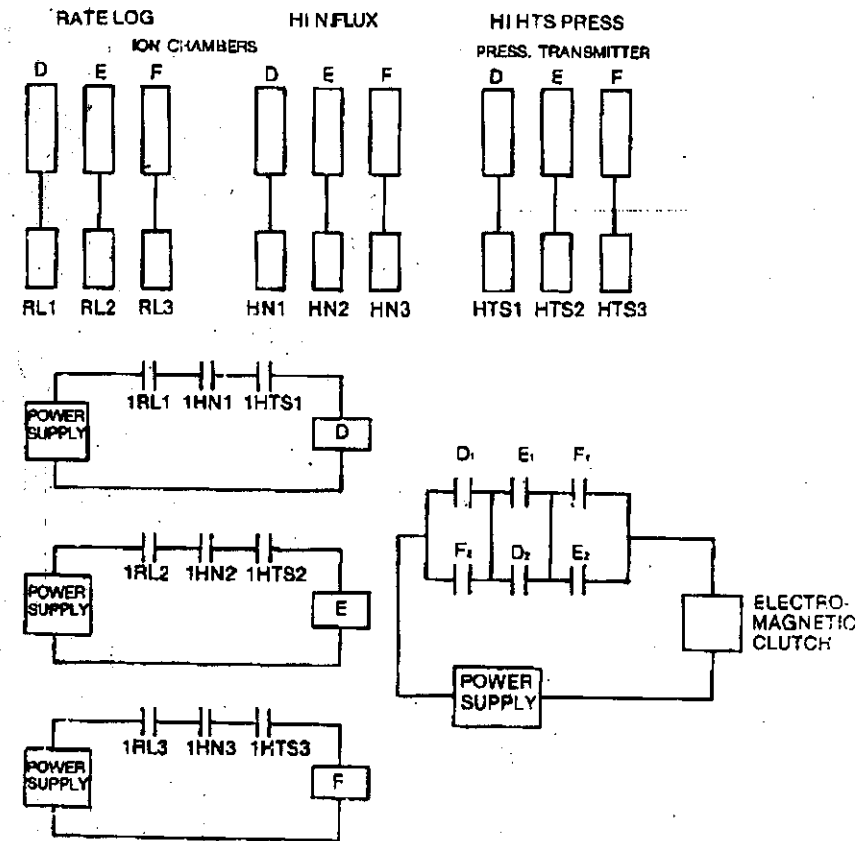 RATE LOG
HI N.FLUX
HI HTS PRESS
ION CHAMBERS
PRESS. TRANSMITTER
D E F
D E F
D E F
RL1 RL2 RL3
HN1 HN2 HN3
HTS1 HTS2 HTS3
1RL1 1HN1 1HTS1
POWER
SUPPLY
D
1RL2 1HN2 1HTS2
POWER
SUPPLY
E
1RL3 1HN3 1HTS3
POWER
SUPPLY
F
D1 E1 F1
F2 D2 E2
ELECTRO-
MAGNETIC
CLUTCH
POWER
SUPPLY